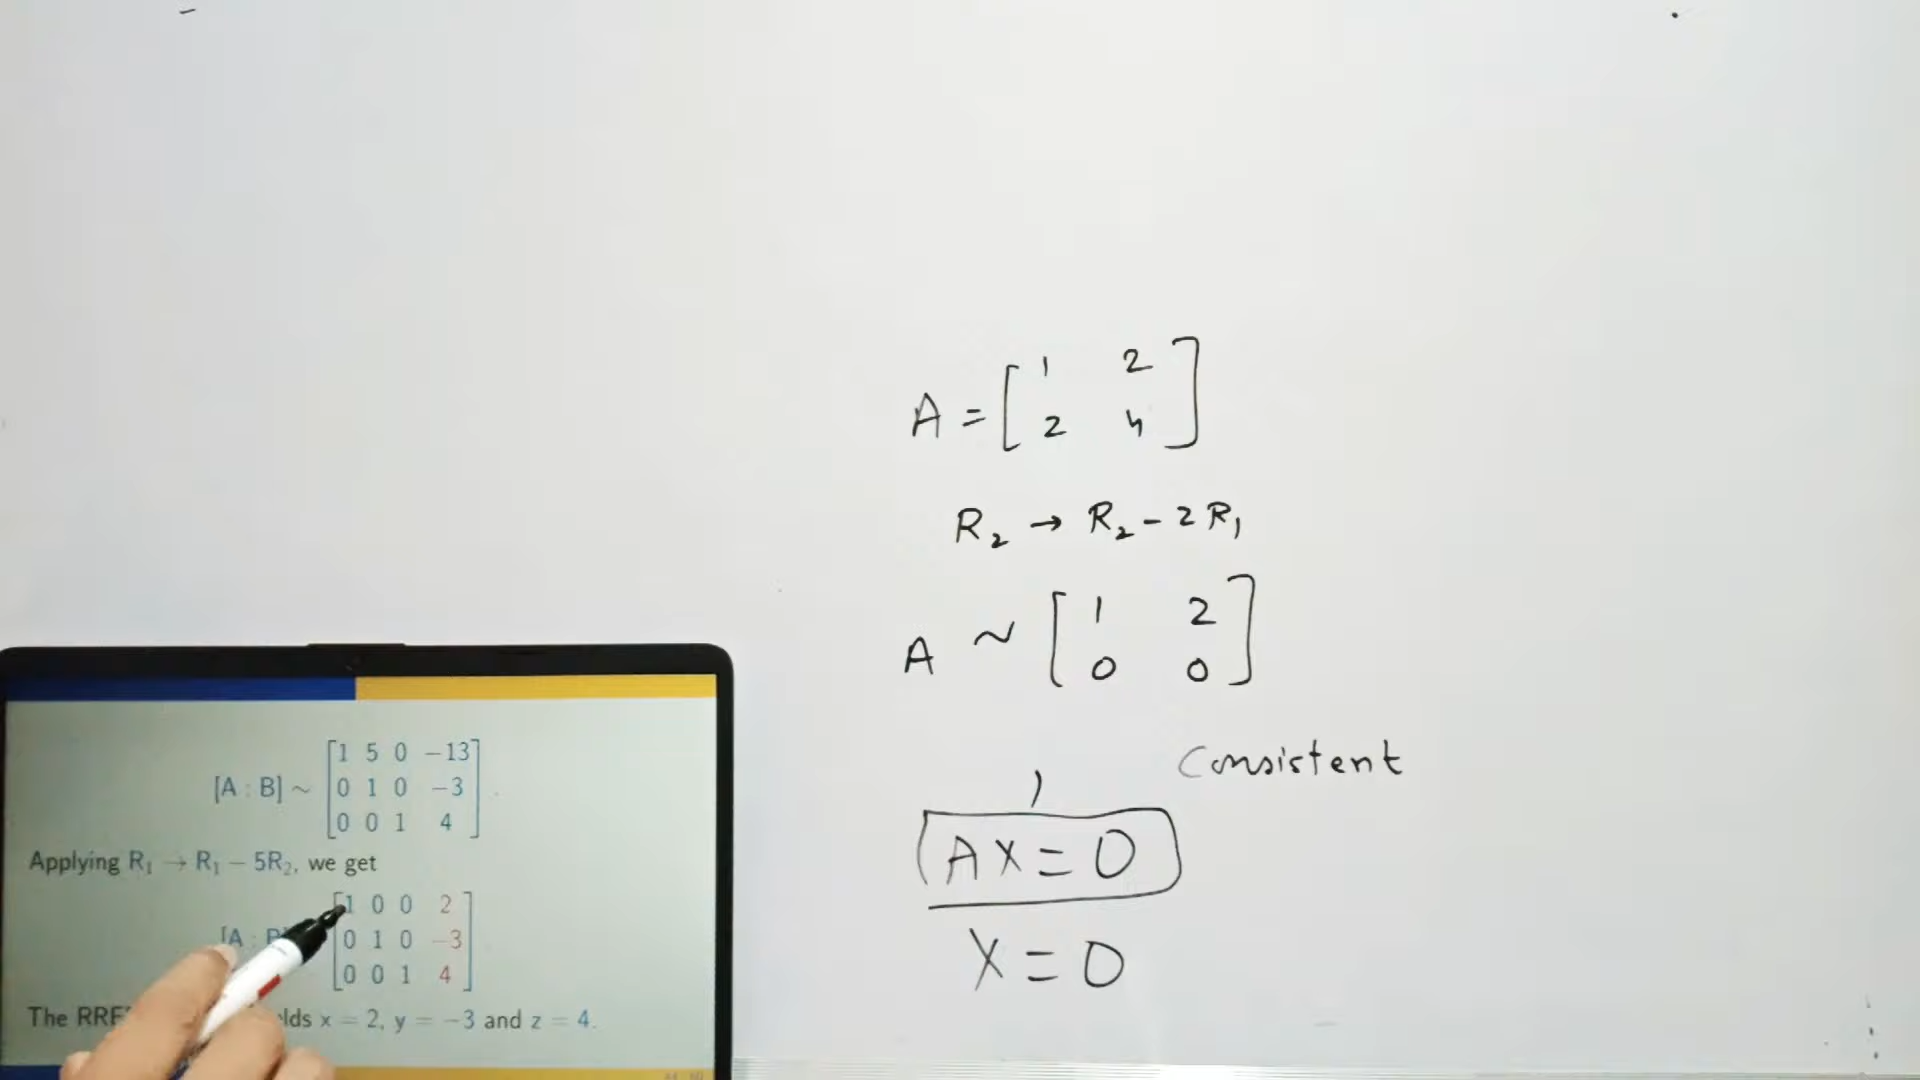 A = [ 1 2
2 4 ]
R₂ → R₂ - 2R₁
A ~ [ 1 2
0 0 ]
Consistent
AX = 0
X = 0
[A : B] ~ [ 1 5 0 −13
0 1 0 −3
0 0 1 4 ] .
Applying R₁ → R₁ − 5R₂, we get
[A : B] [ 1 0 0 2
0 1 0 −3
0 0 1 4 ]
The x = 2, y = −3 and z = 4.